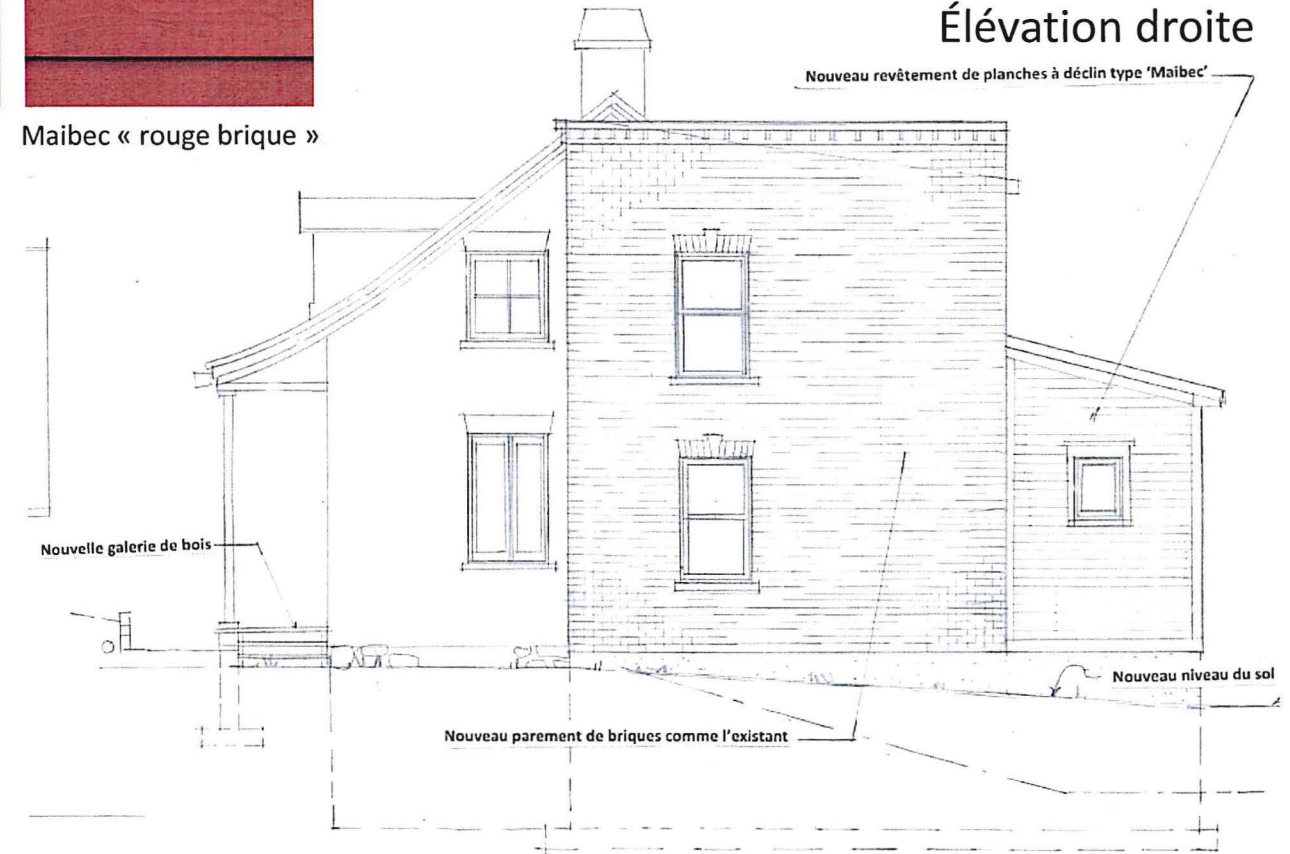 Élévation droite
Nouveau revêtement de planches à déclin type 'Maibec'
Maibec « rouge brique »
Nouvelle galerie de bois
Nouveau niveau du sol
Nouveau parement de briques comme l'existant